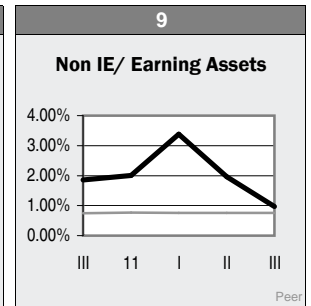 9
Non IE/ Earning Assets
4.00%
3.00%
2.00%
1.00%
0.00%
III 11 I II III
Peer